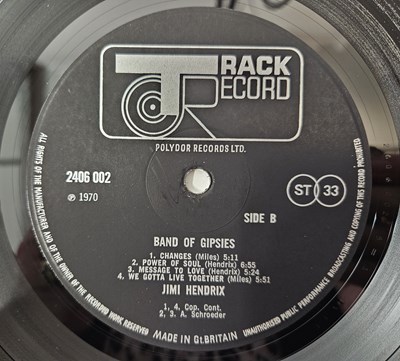 TRACK
RECORD
POLYDOR RECORDS LTD.
2406 002
℗ 1970
ST 33
SIDE B
BAND OF GIPSIES
1. CHANGES (Miles) 5:11
2. POWER OF SOUL (Hendrix) 6:55
3. MESSAGE TO LOVE (Hendrix) 5:24
4. WE GOTTA LIVE TOGETHER (Miles) 5:51
JIMI HENDRIX
1. 4. Cop. Cont.
2. 3. A. Schroeder
ALL RIGHTS OF THE MANUFACTURER AND OF THE OWNER OF THE RECORDED WORK RESERVED
MADE IN Gt.BRITAIN
UNAUTHORISED PUBLIC PERFORMANCE BROADCASTING AND COPYING OF THIS RECORD PROHIBITED